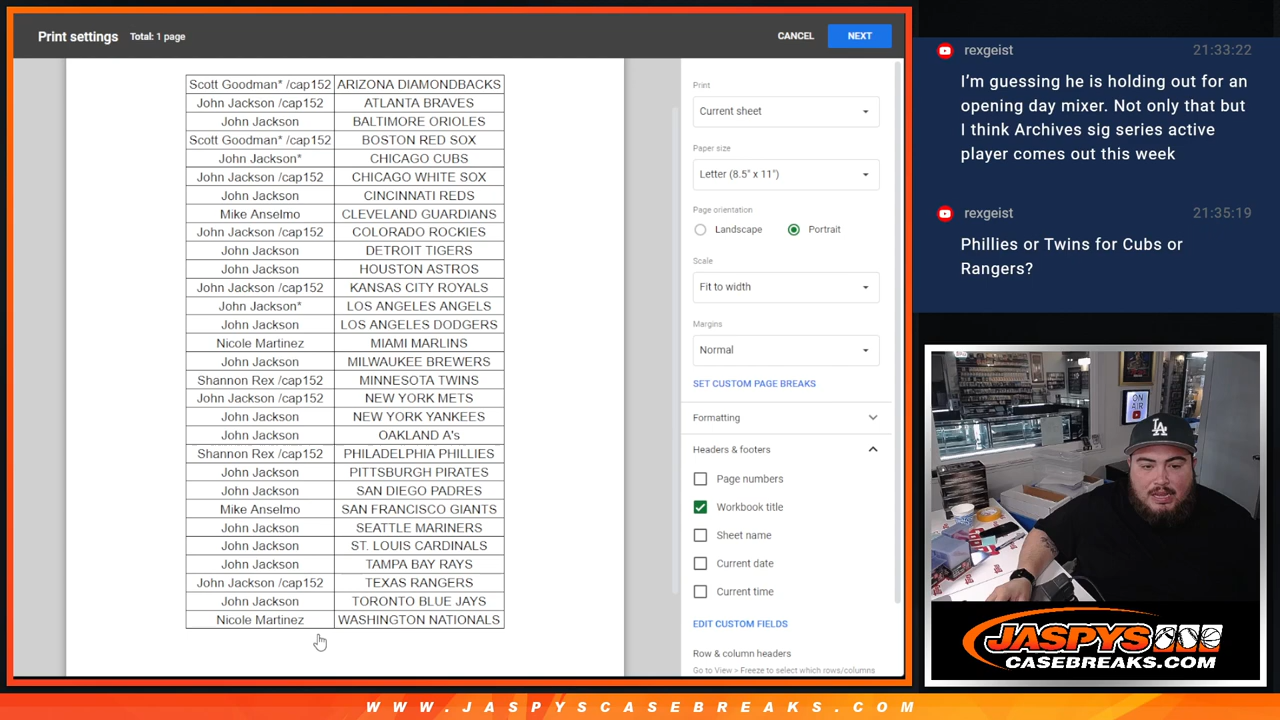 Print settings Total: 1 page
CANCEL NEXT
Scott Goodman* /cap152 ARIZONA DIAMONDBACKS
John Jackson /cap152 ATLANTA BRAVES
John Jackson BALTIMORE ORIOLES
Scott Goodman* /cap152 BOSTON RED SOX
John Jackson* CHICAGO CUBS
John Jackson /cap152 CHICAGO WHITE SOX
John Jackson CINCINNATI REDS
Mike Anselmo CLEVELAND GUARDIANS
John Jackson /cap152 COLORADO ROCKIES
John Jackson DETROIT TIGERS
John Jackson HOUSTON ASTROS
John Jackson /cap152 KANSAS CITY ROYALS
John Jackson* LOS ANGELES ANGELS
John Jackson LOS ANGELES DODGERS
Nicole Martinez MIAMI MARLINS
John Jackson MILWAUKEE BREWERS
Shannon Rex /cap152 MINNESOTA TWINS
John Jackson /cap152 NEW YORK METS
John Jackson NEW YORK YANKEES
John Jackson OAKLAND A's
Shannon Rex /cap152 PHILADELPHIA PHILLIES
John Jackson PITTSBURGH PIRATES
John Jackson SAN DIEGO PADRES
Mike Anselmo SAN FRANCISCO GIANTS
John Jackson SEATTLE MARINERS
John Jackson ST. LOUIS CARDINALS
John Jackson TAMPA BAY RAYS
John Jackson /cap152 TEXAS RANGERS
John Jackson TORONTO BLUE JAYS
Nicole Martinez WASHINGTON NATIONALS
Print
Current sheet
Paper size
Letter (8.5" x 11")
Page orientation
Landscape Portrait
Scale
Fit to width
Margins
Normal
SET CUSTOM PAGE BREAKS
Formatting
Headers & footers
Page numbers
Workbook title
Sheet name
Current date
Current time
EDIT CUSTOM FIELDS
Row & column headers
Go to View > Freeze to select which rows/columns
rexgeist 21:33:22
I'm guessing he is holding out for an
opening day mixer. Not only that but
I think Archives sig series active
player comes out this week
rexgeist 21:35:19
Phillies or Twins for Cubs or
Rangers?
ON
AIR
LA
JASPYS
CASEBREAKS.COM
WWW.JASPYSCASEBREAKS.COM